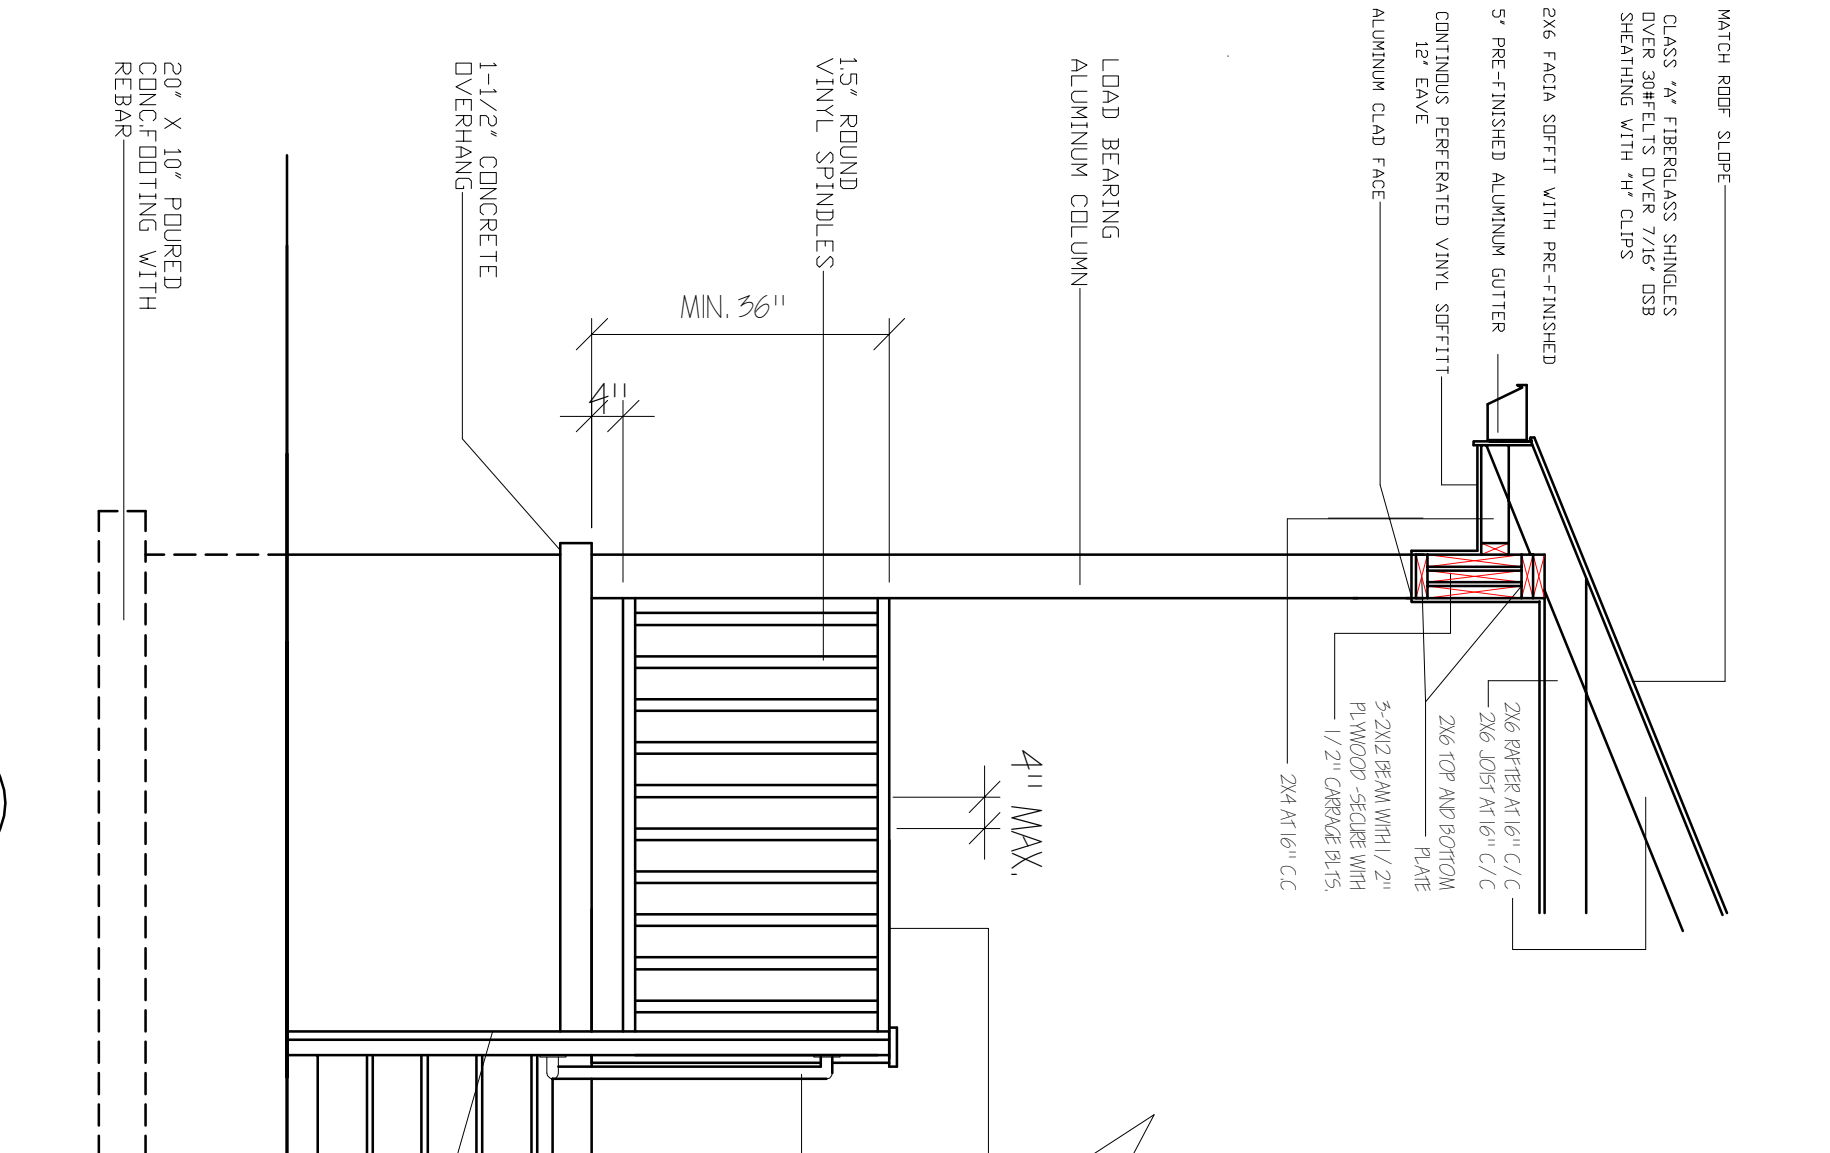 MATCH ROOF SLOPE
CLASS "A" FIBERGLASS SHINGLES
OVER 30#FELTS OVER 7/16" OSB
SHEATHING WITH "H" CLIPS
2X6 FACIA SOFFIT WITH PRE-FINISHED
5" PRE-FINISHED ALUMINUM GUTTER
CONTINOUS PERFERATED VINYL SOFFITT
12" EAVE
ALUMINUM CLAD FACE
LOAD BEARING
ALUMINUM COLUMN
1.5" ROUND
VINYL SPINDLES
1-1/2" CONCRETE
OVERHANG
20" X 10" POURED
CONC.FOOTING WITH
REBAR
MIN. 36"
4"
4" MAX.
2X6 RAFTER AT 16" C/C
2X6 JOIST AT 16" C/C
2X6 TOP AND BOTTOM
PLATE
3-2X12 BEAM WITH 1/2"
PLYWOOD -SECURE WITH
1/2" CARRAGE BLTS.
2X4 AT 16" C.C